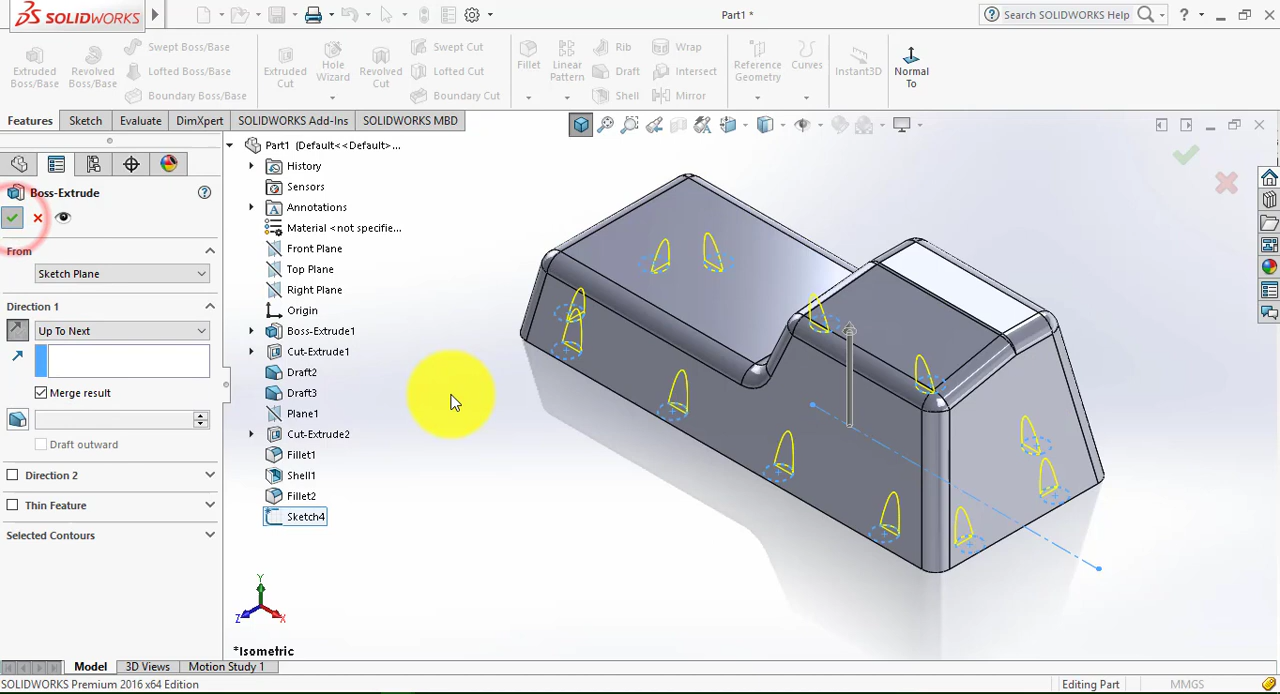 SOLIDWORKS
Part1 *
Search SOLIDWORKS Help
?
Extruded Boss/Base
Revolved Boss/Base
Swept Boss/Base
Lofted Boss/Base
Boundary Boss/Base
Extruded Cut
Hole Wizard
Revolved Cut
Swept Cut
Lofted Cut
Boundary Cut
Fillet
Linear Pattern
Rib
Draft
Shell
Wrap
Intersect
Mirror
Reference Geometry
Curves
Instant3D
Normal To
Features
Sketch
Evaluate
DimXpert
SOLIDWORKS Add-Ins
SOLIDWORKS MBD
Boss-Extrude
?
From
Sketch Plane
Direction 1
Up To Next
Merge result
Draft outward
Direction 2
Thin Feature
Selected Contours
Part1 (Default<<Default>...
History
Sensors
Annotations
Material <not specifie...
Front Plane
Top Plane
Right Plane
Origin
Boss-Extrude1
Cut-Extrude1
Draft2
Draft3
Plane1
Cut-Extrude2
Fillet1
Shell1
Fillet2
Sketch4
Y
Z
X
*Isometric
Model
3D Views
Motion Study 1
SOLIDWORKS Premium 2016 x64 Edition
Editing Part
MMGS